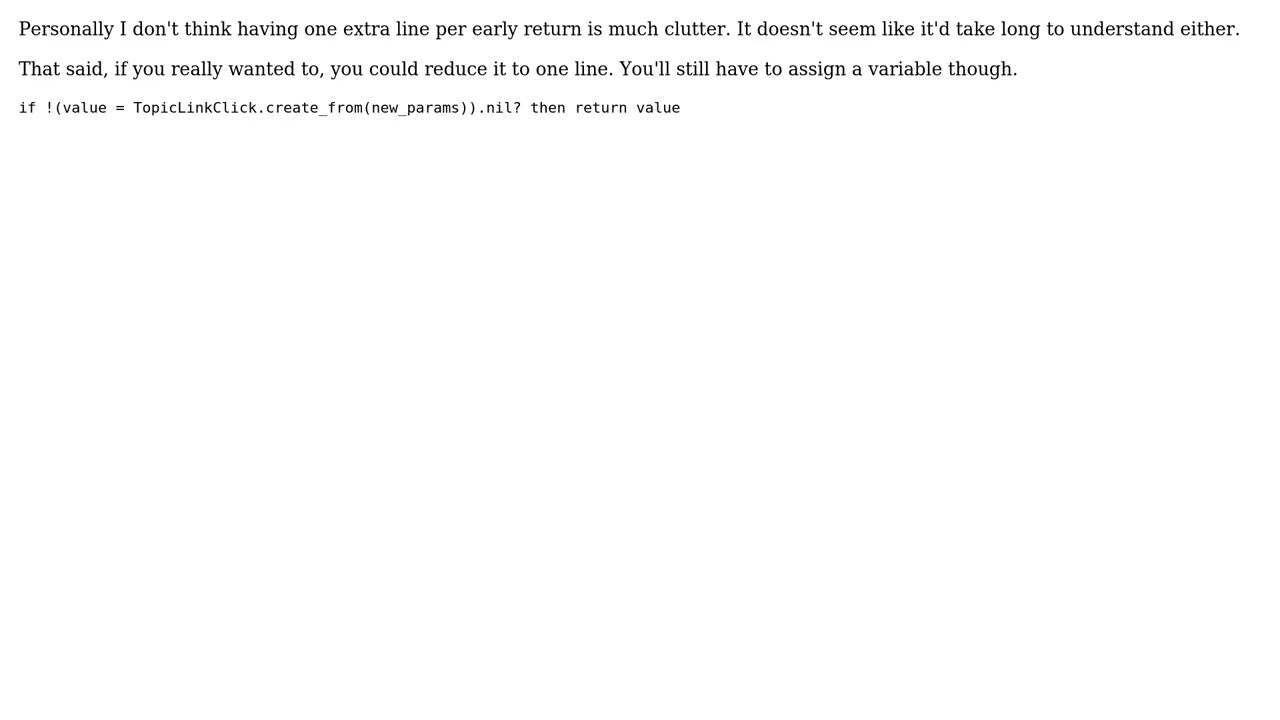 Personally I don't think having one extra line per early return is much clutter. It doesn't seem like it'd take long to understand either.
That said, if you really wanted to, you could reduce it to one line. You'll still have to assign a variable though.
if !(value = TopicLinkClick.create_from(new_params)).nil? then return value